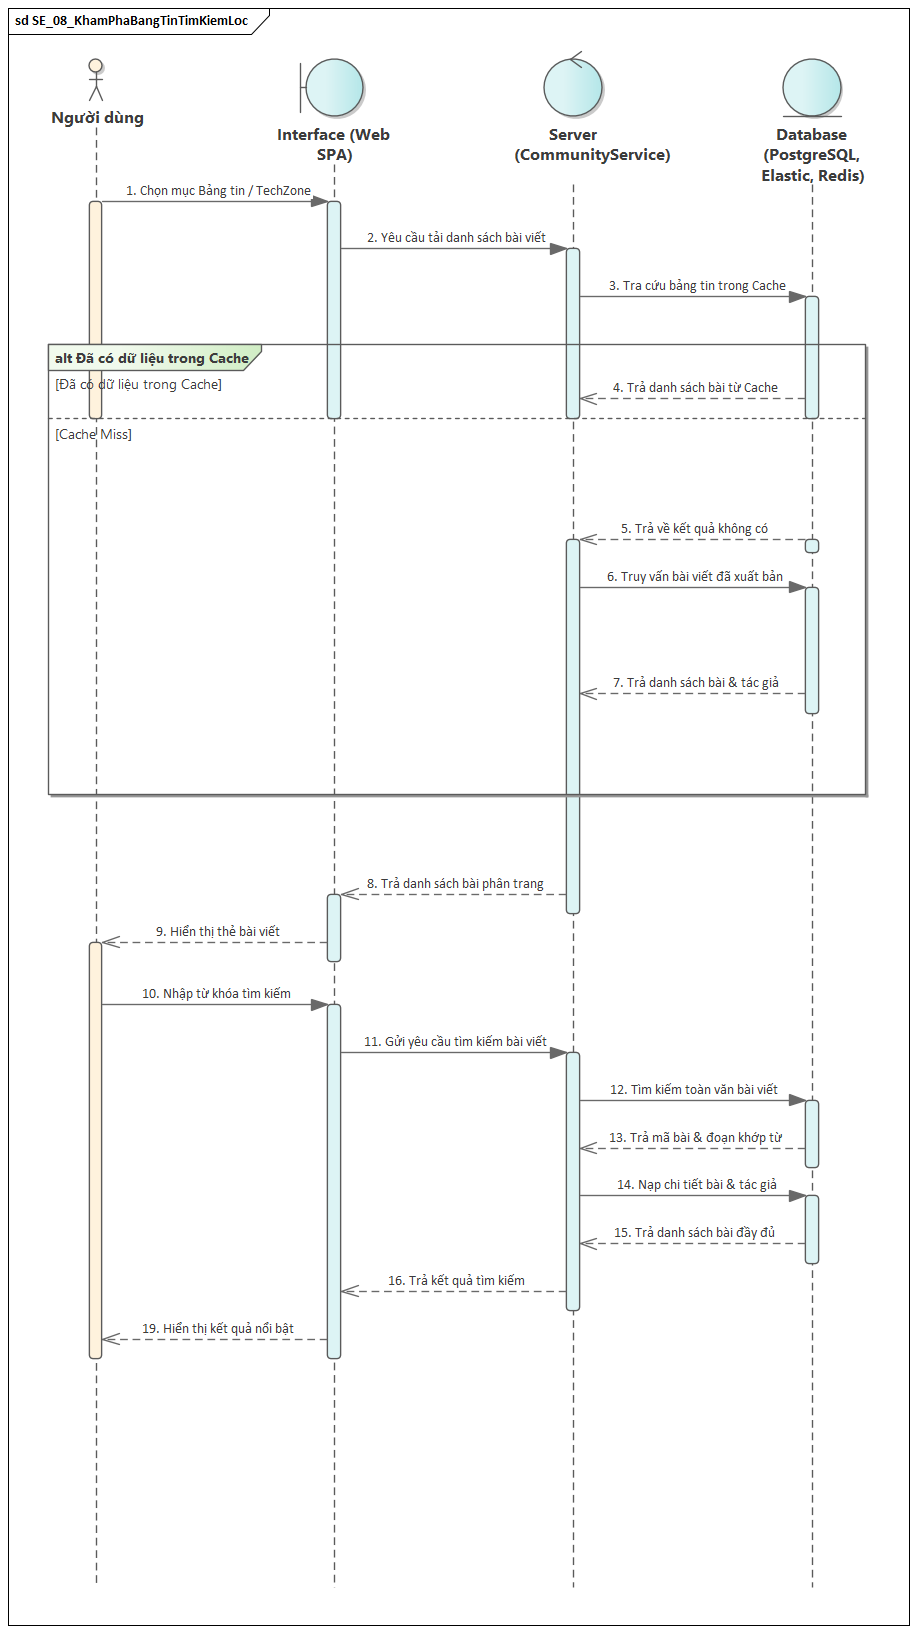 sd SE_08_KhamPhaBangTinTimKiemLoc
Người dùng
Interface (Web
SPA)
Server
(CommunityService)
Database
(PostgreSQL,
Elastic, Redis)
1. Chọn mục Bảng tin / TechZone
2. Yêu cầu tải danh sách bài viết
3. Tra cứu bảng tin trong Cache
alt Đã có dữ liệu trong Cache
[Đã có dữ liệu trong Cache]
4. Trả danh sách bài từ Cache
[Cache Miss]
5. Trả về kết quả không có
6. Truy vấn bài viết đã xuất bản
7. Trả danh sách bài & tác giả
8. Trả danh sách bài phân trang
9. Hiển thị thẻ bài viết
10. Nhập từ khóa tìm kiếm
11. Gửi yêu cầu tìm kiếm bài viết
12. Tìm kiếm toàn văn bài viết
13. Trả mã bài & đoạn khớp từ
14. Nạp chi tiết bài & tác giả
15. Trả danh sách bài đầy đủ
16. Trả kết quả tìm kiếm
19. Hiển thị kết quả nổi bật